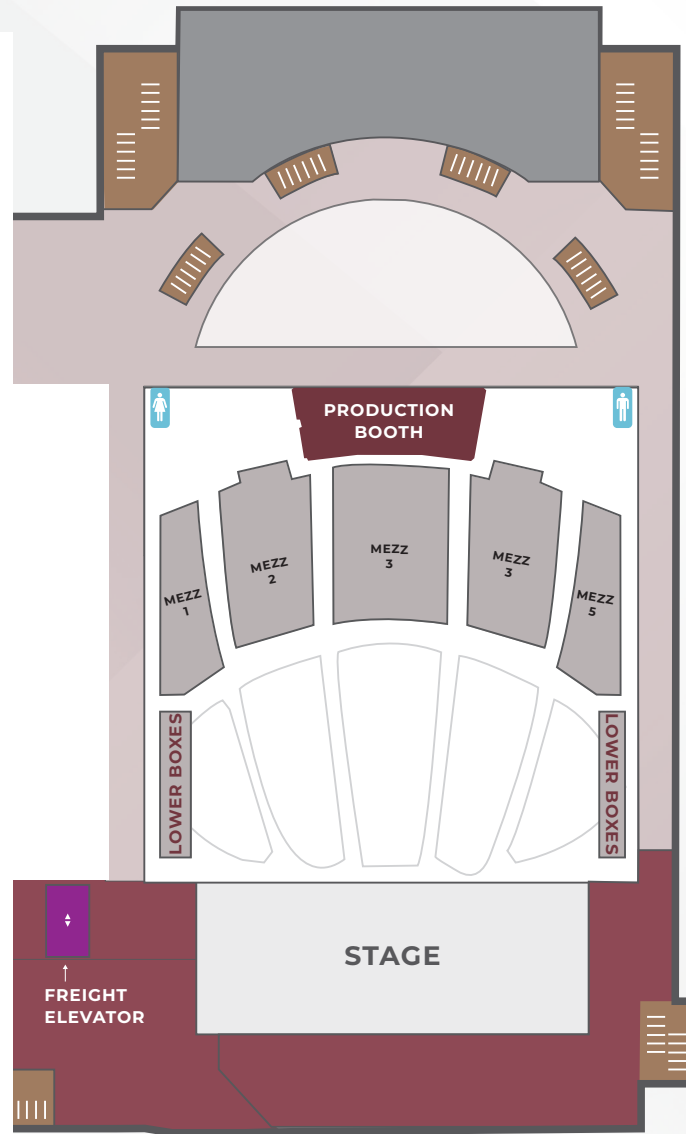 PRODUCTION
BOOTH
MEZZ
1
MEZZ
2
MEZZ
3
MEZZ
3
MEZZ
5
LOWER BOXES
LOWER BOXES
STAGE
FREIGHT
ELEVATOR